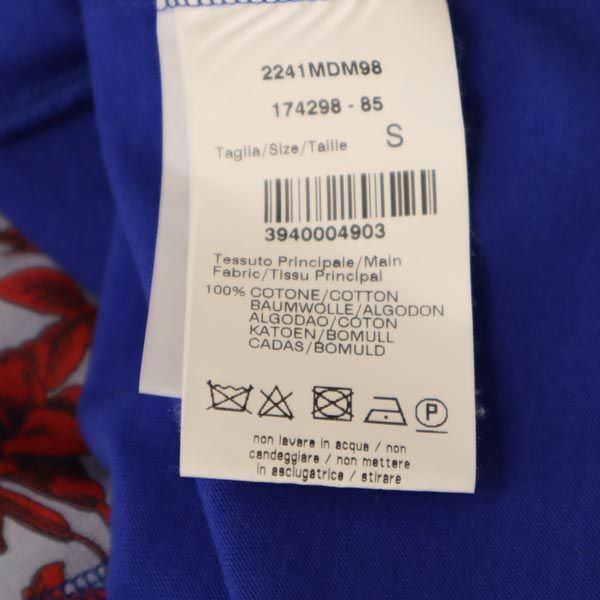 2241MDM98
174298 - 85
Taglia/Size/Taille S
3940004903
Tessuto Principale/Main
Fabric/Tissu Principal
100% COTONE/COTTON
BAUMWOLLE/ALGODON
ALGODAO/COTON
KATOEN/BOMULL
CADAS/BOMULD
P
non lavare in acqua / non
candeggiare / non mettere
in asciugatrice / stirare